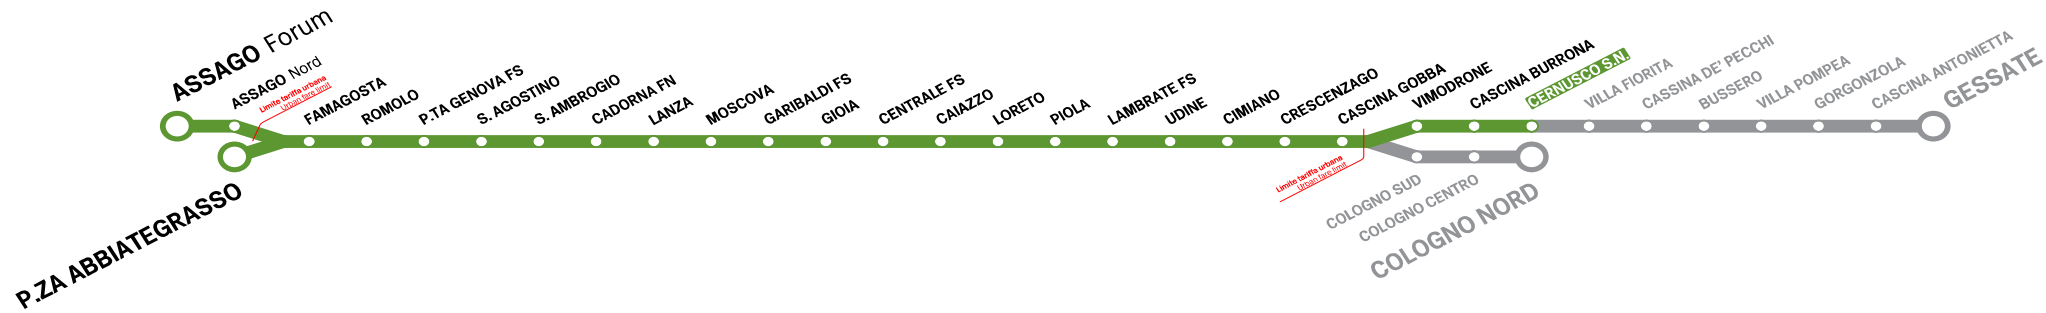 ASSAGO Forum
ASSAGO Nord
Limite tariffa urbana
Urban fare limit
P.ZA ABBIATEGRASSO
FAMAGOSTA
ROMOLO
P.TA GENOVA FS
S. AGOSTINO
S. AMBROGIO
CADORNA FN
LANZA
MOSCOVA
GARIBALDI FS
GIOIA
CENTRALE FS
CAIAZZO
LORETO
PIOLA
LAMBRATE FS
UDINE
CIMIANO
CRESCENZAGO
CASCINA GOBBA
Limite tariffa urbana
Urban fare limit
VIMODRONE
CASCINA BURRONA
CERNUSCO S.N.
VILLA FIORITA
CASSINA DE' PECCHI
BUSSERO
VILLA POMPEA
GORGONZOLA
CASCINA ANTONIETTA
GESSATE
COLOGNO SUD
COLOGNO CENTRO
COLOGNO NORD